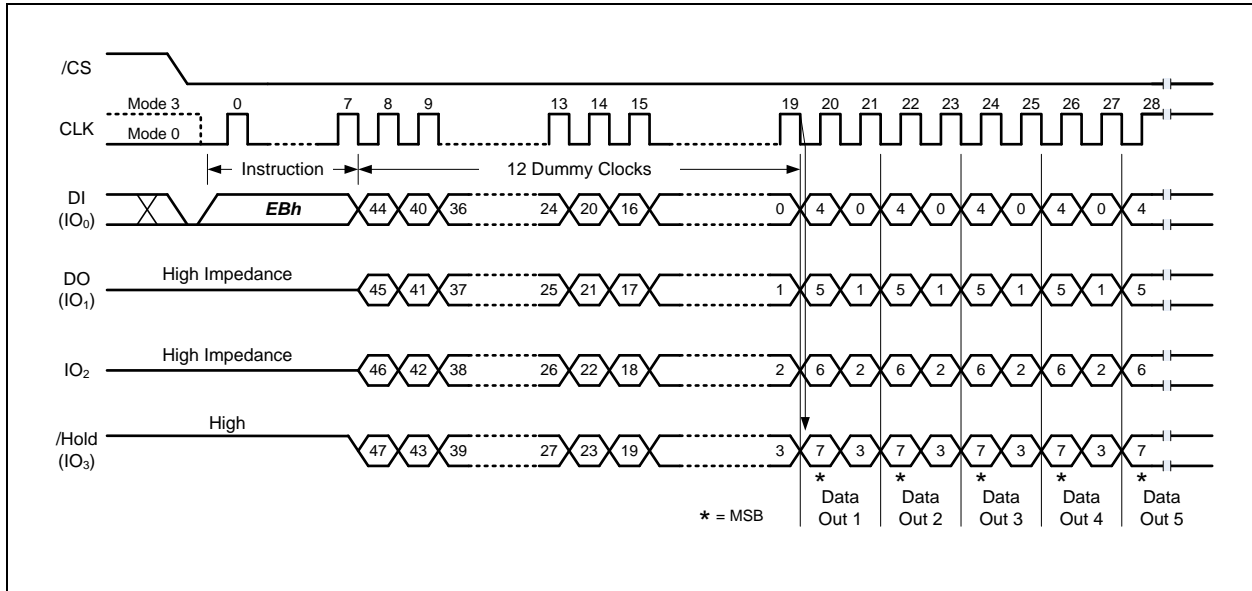 /CS
Mode 3
0 7 8 9 13 14 15 19 20 21 22 23 24 25 26 27 28
CLK
Mode 0
Instruction 12 Dummy Clocks
DI
(IO0)
EBh 44 40 36 24 20 16 0 4 0 4 0 4 0 4 0 4
DO
(IO1)
High Impedance 45 41 37 25 21 17 1 5 1 5 1 5 1 5 1 5
IO2
High Impedance 46 42 38 26 22 18 2 6 2 6 2 6 2 6 2 6
/Hold
(IO3)
High 47 43 39 27 23 19 3 7 3 7 3 7 3 7 3 7
* * * * *
* = MSB
Data Out 1
Data Out 2
Data Out 3
Data Out 4
Data Out 5